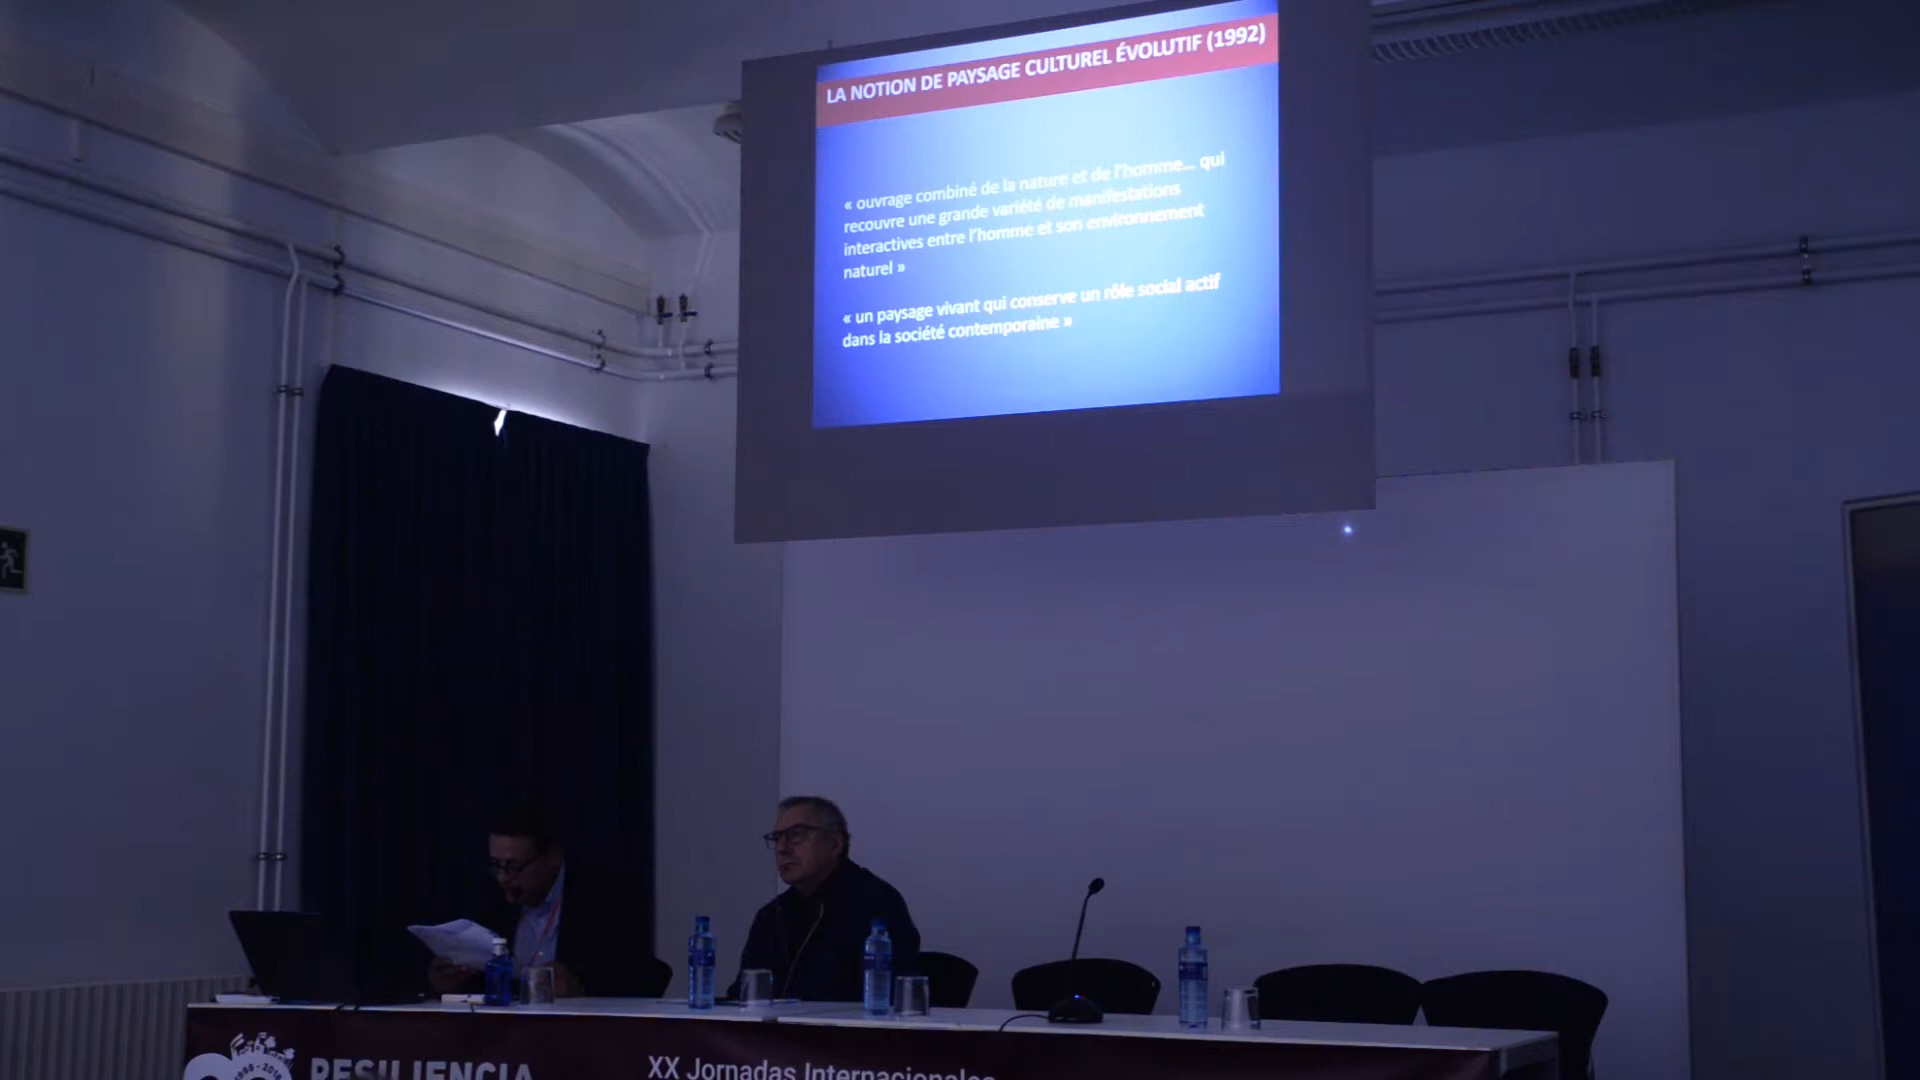 LA NOTION DE PAYSAGE CULTUREL ÉVOLUTIF (1992)
« ouvrage combiné de la nature et de l'homme... qui
recouvre une grande variété de manifestations
interactives entre l'homme et son environnement
naturel »
« un paysage vivant qui conserve un rôle social actif
dans la société contemporaine »
RESILIENCIA
XX Jornadas Internacionales